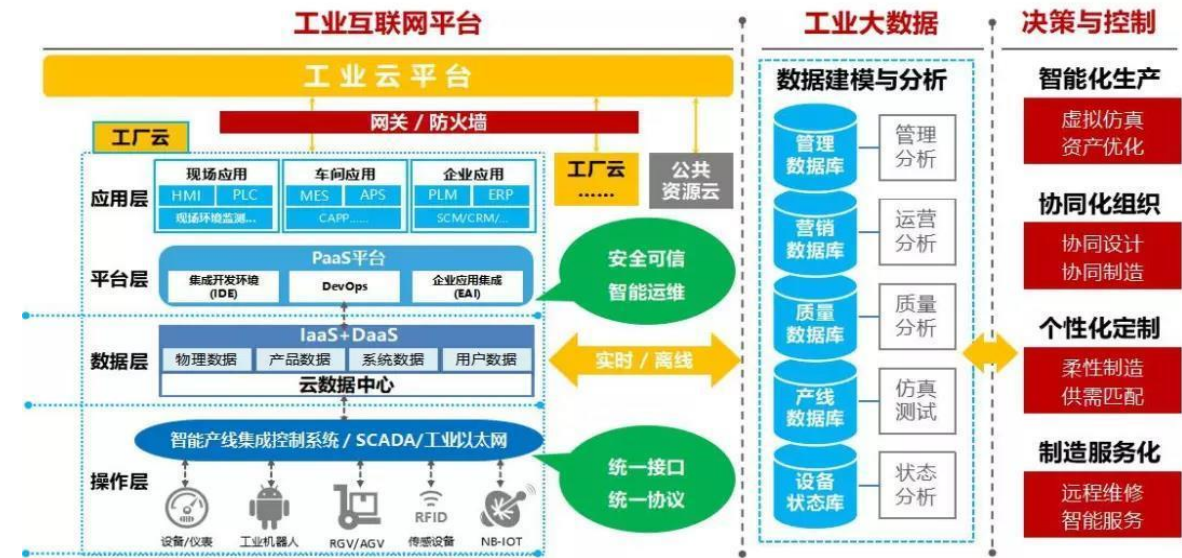 工业互联网平台
工业大数据
决策与控制
工业云平台
网关 / 防火墙
工厂云
应用层
现场应用
HMI
PLC
现场环境监测...
车间应用
MES
APS
CAPP......
企业应用
PLM
ERP
SCM/CRM/...
工厂云
......
公共
资源云
平台层
PaaS平台
集成开发环境
(IDE)
DevOps
企业应用集成
(EAI)
安全可信
智能运维
数据层
IaaS+DaaS
物理数据
产品数据
系统数据
用户数据
云数据中心
实时 / 离线
操作层
智能产线集成控制系统 / SCADA/工业以太网
统一接口
统一协议
设备/仪表
工业机器人
RGV/AGV
RFID
传感设备
NB-IOT
数据建模与分析
管理
数据库
管理
分析
营销
数据库
运营
分析
质量
数据库
质量
分析
产线
数据库
仿真
测试
设备
状态库
状态
分析
智能化生产
虚拟仿真
资产优化
协同化组织
协同设计
协同制造
个性化定制
柔性制造
供需匹配
制造服务化
远程维修
智能服务